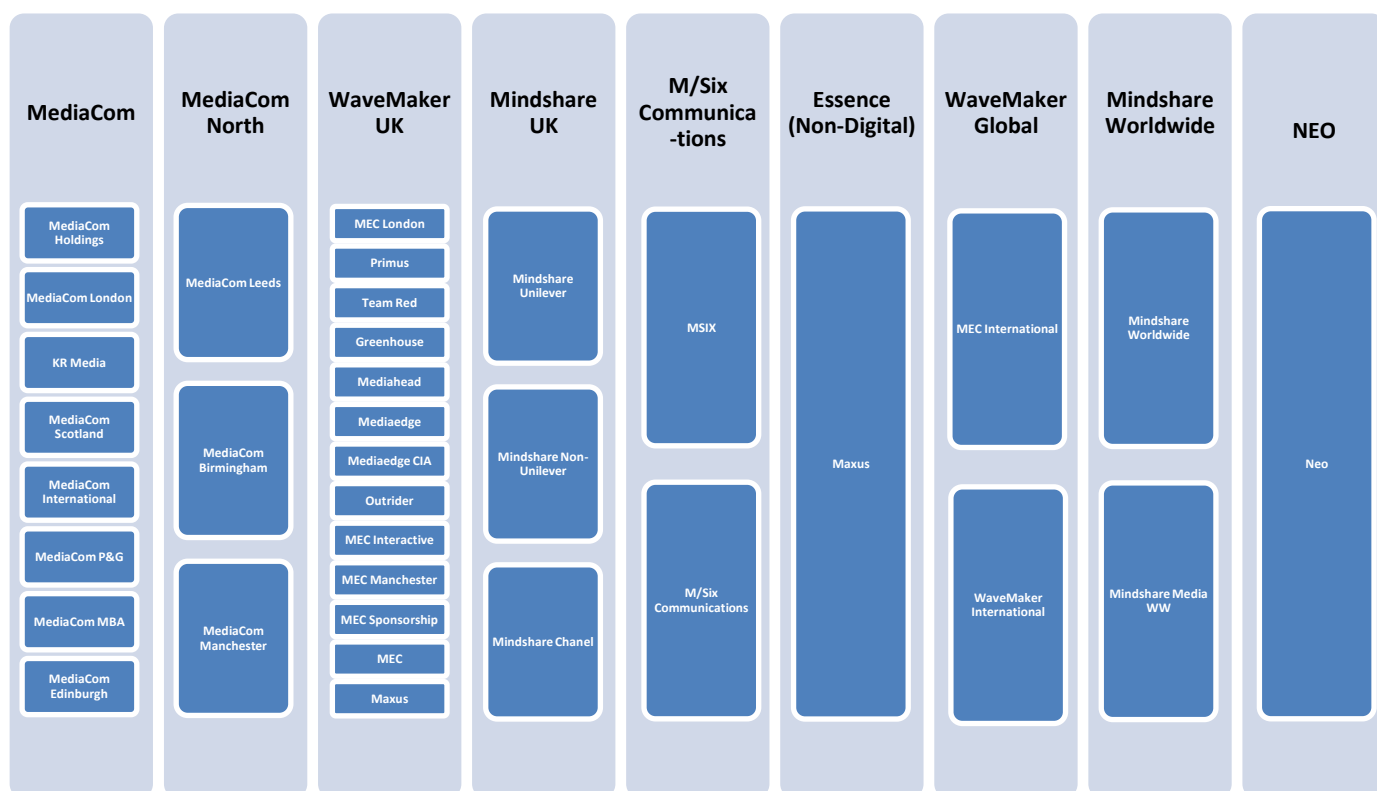 MediaCom
MediaCom
Holdings
MediaCom London
KR Media
MediaCom
Scotland
MediaCom
International
MediaCom P&G
MediaCom MBA
MediaCom
Edinburgh
MediaCom
North
MediaCom Leeds
MediaCom
Birmingham
MediaCom
Manchester
WaveMaker
UK
MEC London
Primus
Team Red
Greenhouse
Mediahead
Mediaedge
Mediaedge CIA
Outrider
MEC Interactive
MEC Manchester
MEC Sponsorship
MEC
Maxus
Mindshare
UK
Mindshare
Unilever
Mindshare Non-
Unilever
Mindshare Chanel
M/Six
Communica
-tions
MSIX
M/Six
Communications
Essence
(Non-Digital)
Maxus
WaveMaker
Global
MEC International
WaveMaker
International
Mindshare
Worldwide
Mindshare
Worldwide
Mindshare Media
WW
NEO
Neo